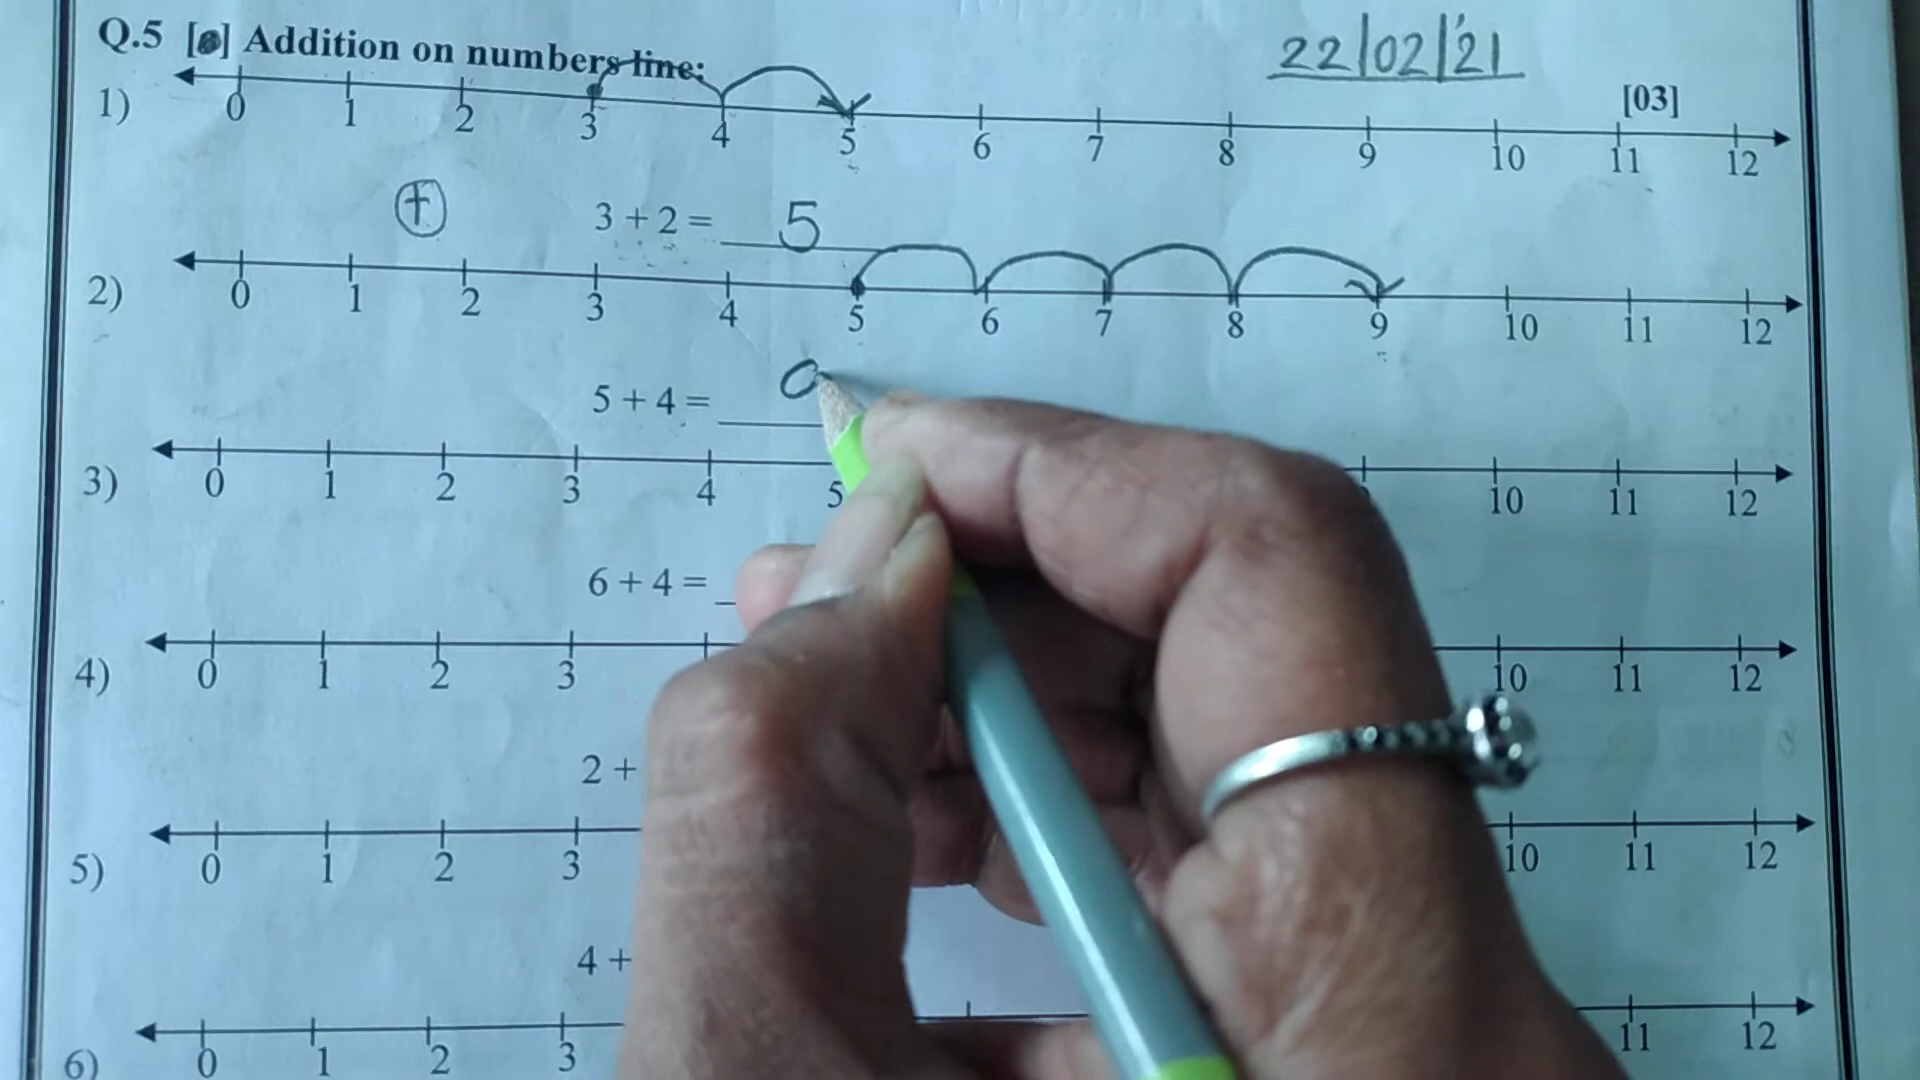 Q.5 [a] Addition on numbers line:
22/02/'21
[03]
1) 0 1 2 3 4 5 6 7 8 9 10 11 12
+ 3 + 2 = 5
2) 0 1 2 3 4 5 6 7 8 9 10 11 12
5 + 4 =
3) 0 1 2 3 4 5 10 11 12
6 + 4 =
4) 0 1 2 3 10 11 12
2 +
5) 0 1 2 3 10 11 12
4 +
6) 0 1 2 3 11 12